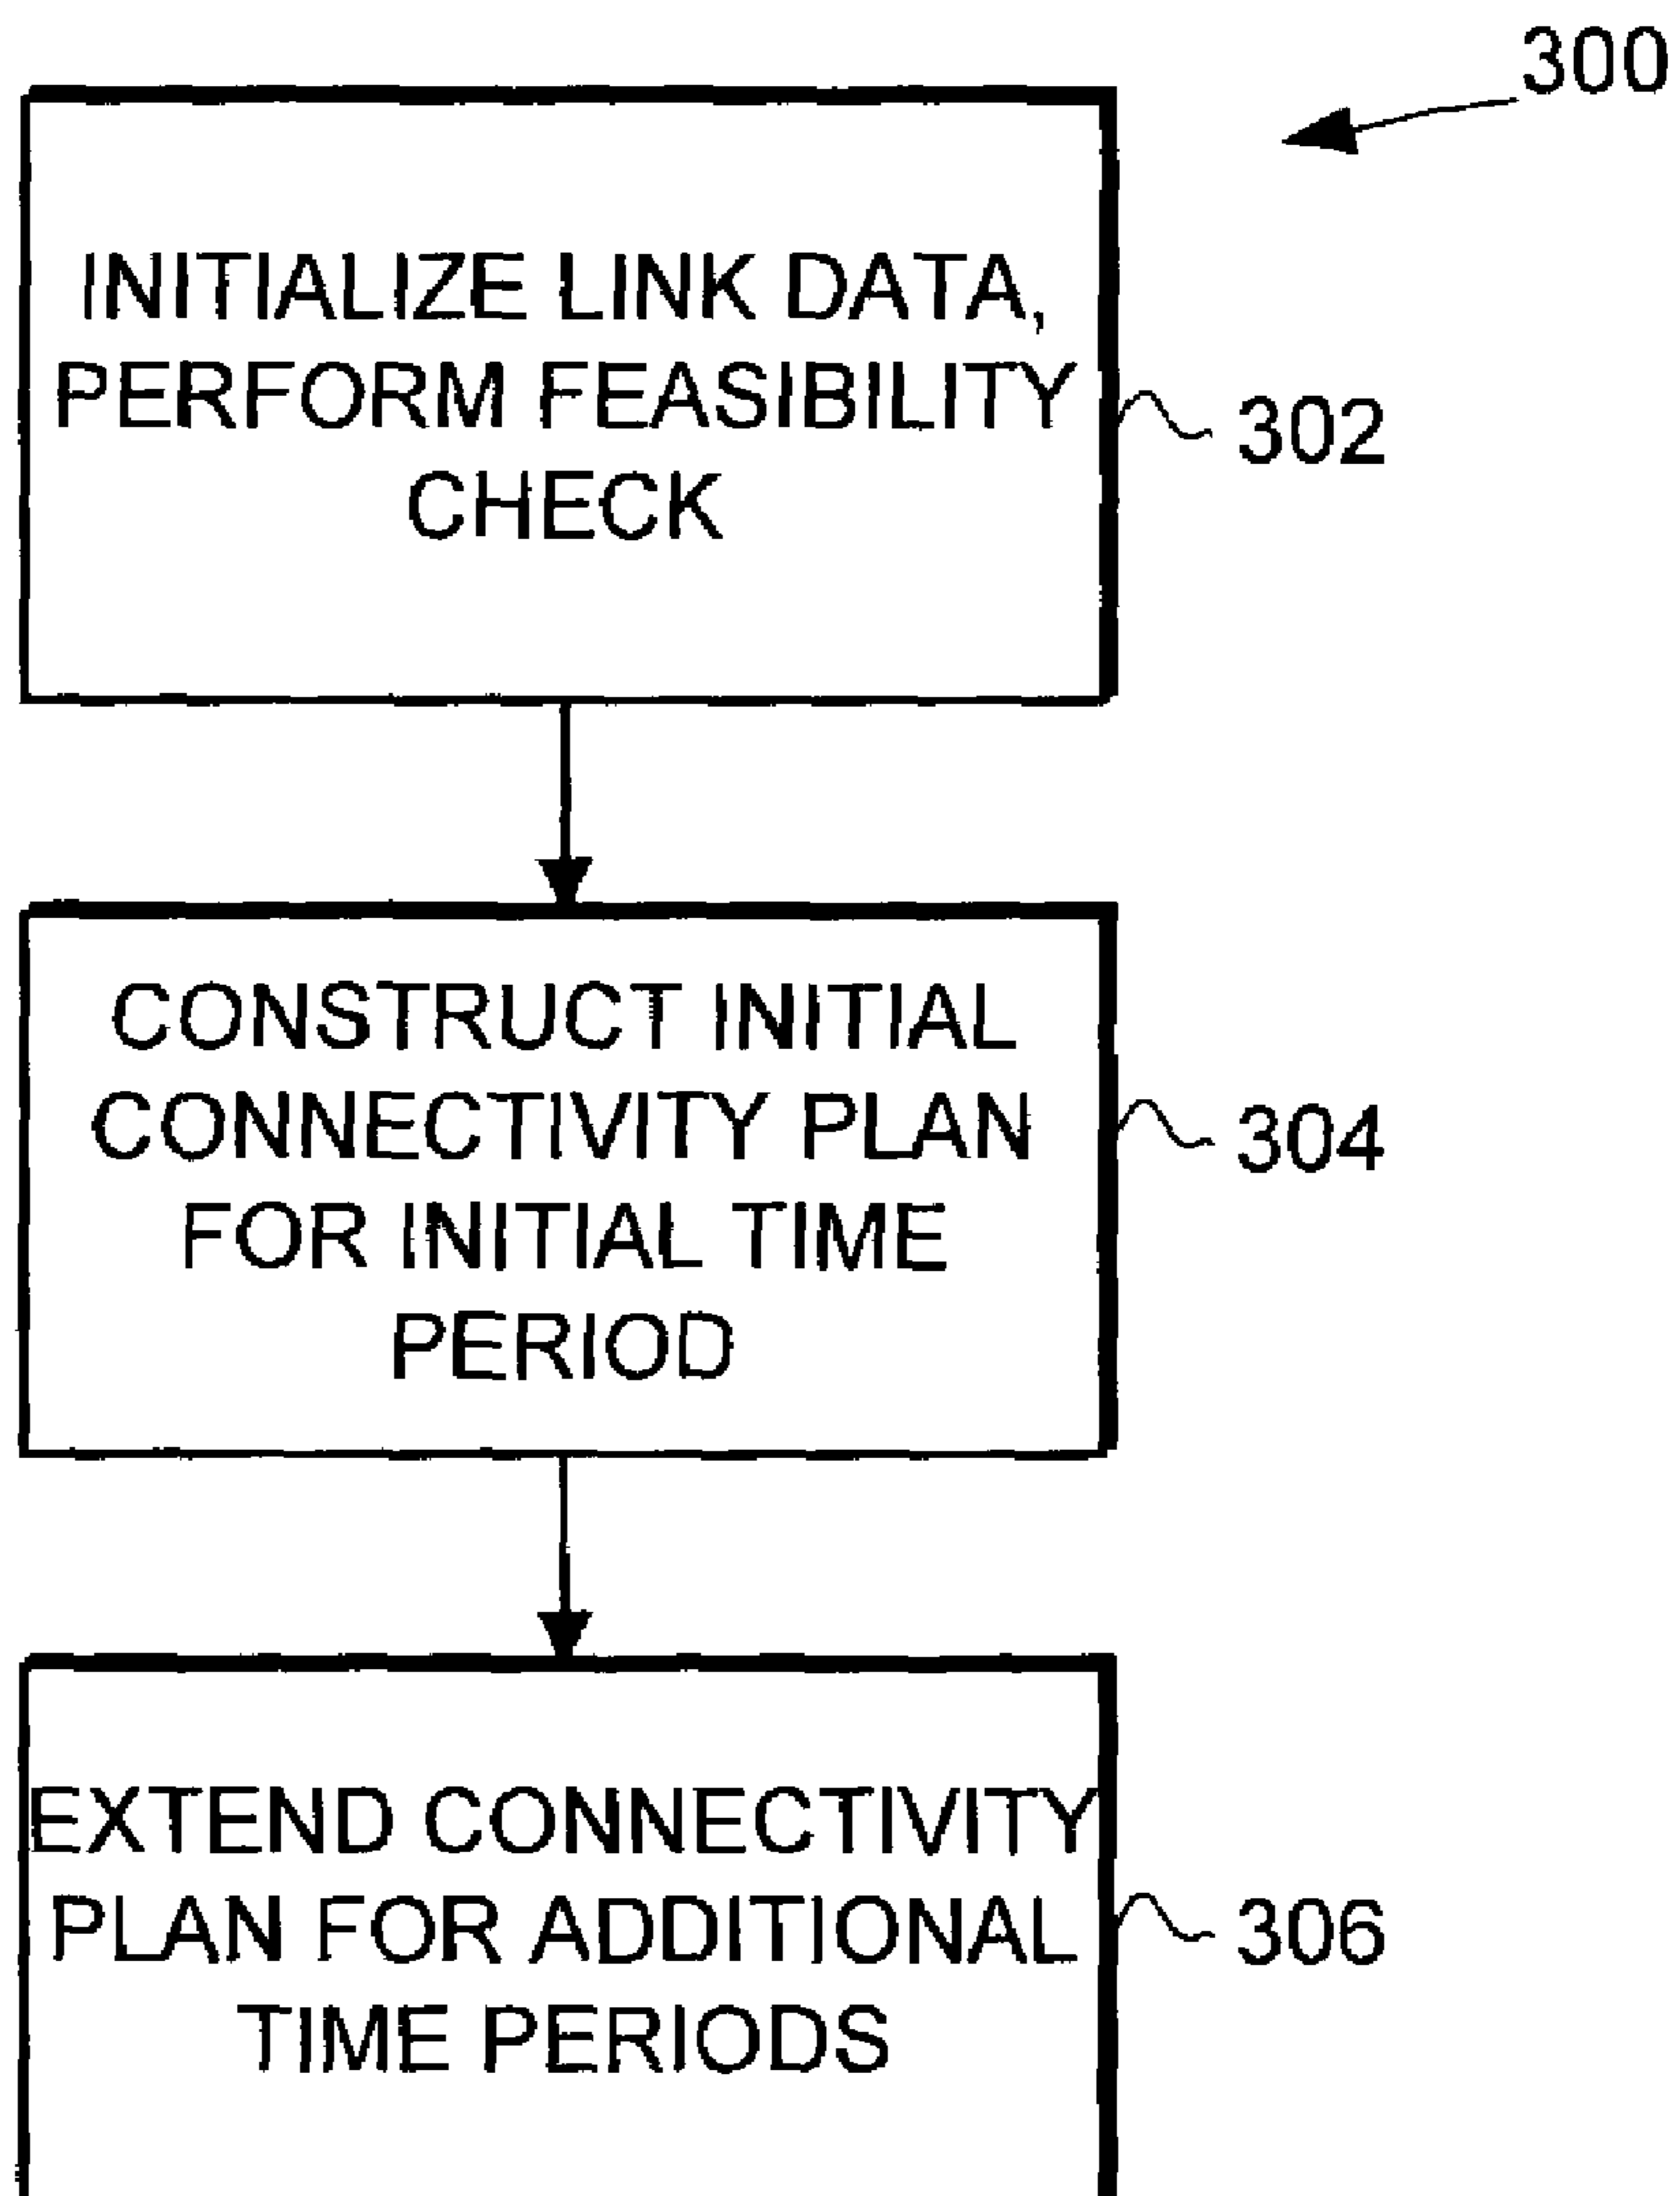 300
INITIALIZE LINK DATA,
PERFORM FEASIBILITY
CHECK
302
CONSTRUCT INITIAL
CONNECTIVITY PLAN
FOR INITIAL TIME
PERIOD
304
EXTEND CONNECTIVITY
PLAN FOR ADDITIONAL
TIME PERIODS
306